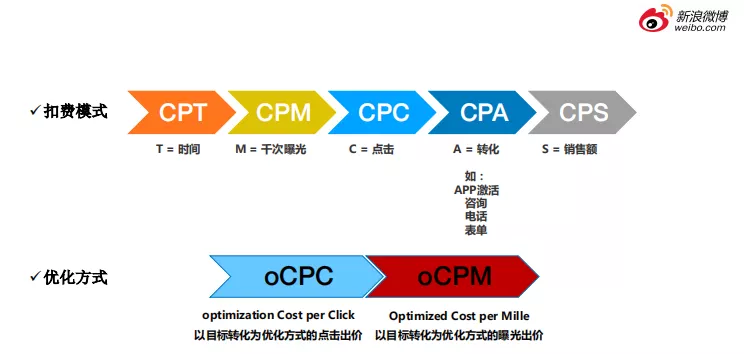 新浪微博
weibo.com
✓扣费模式
CPT CPM CPC CPA CPS
T = 时间 M = 千次曝光 C = 点击 A = 转化 S = 销售额
如：
APP激活
咨询
电话
表单
✓优化方式
oCPC oCPM
optimization Cost per Click Optimized Cost per Mille
以目标转化为优化方式的点击出价 以目标转化为优化方式的曝光出价